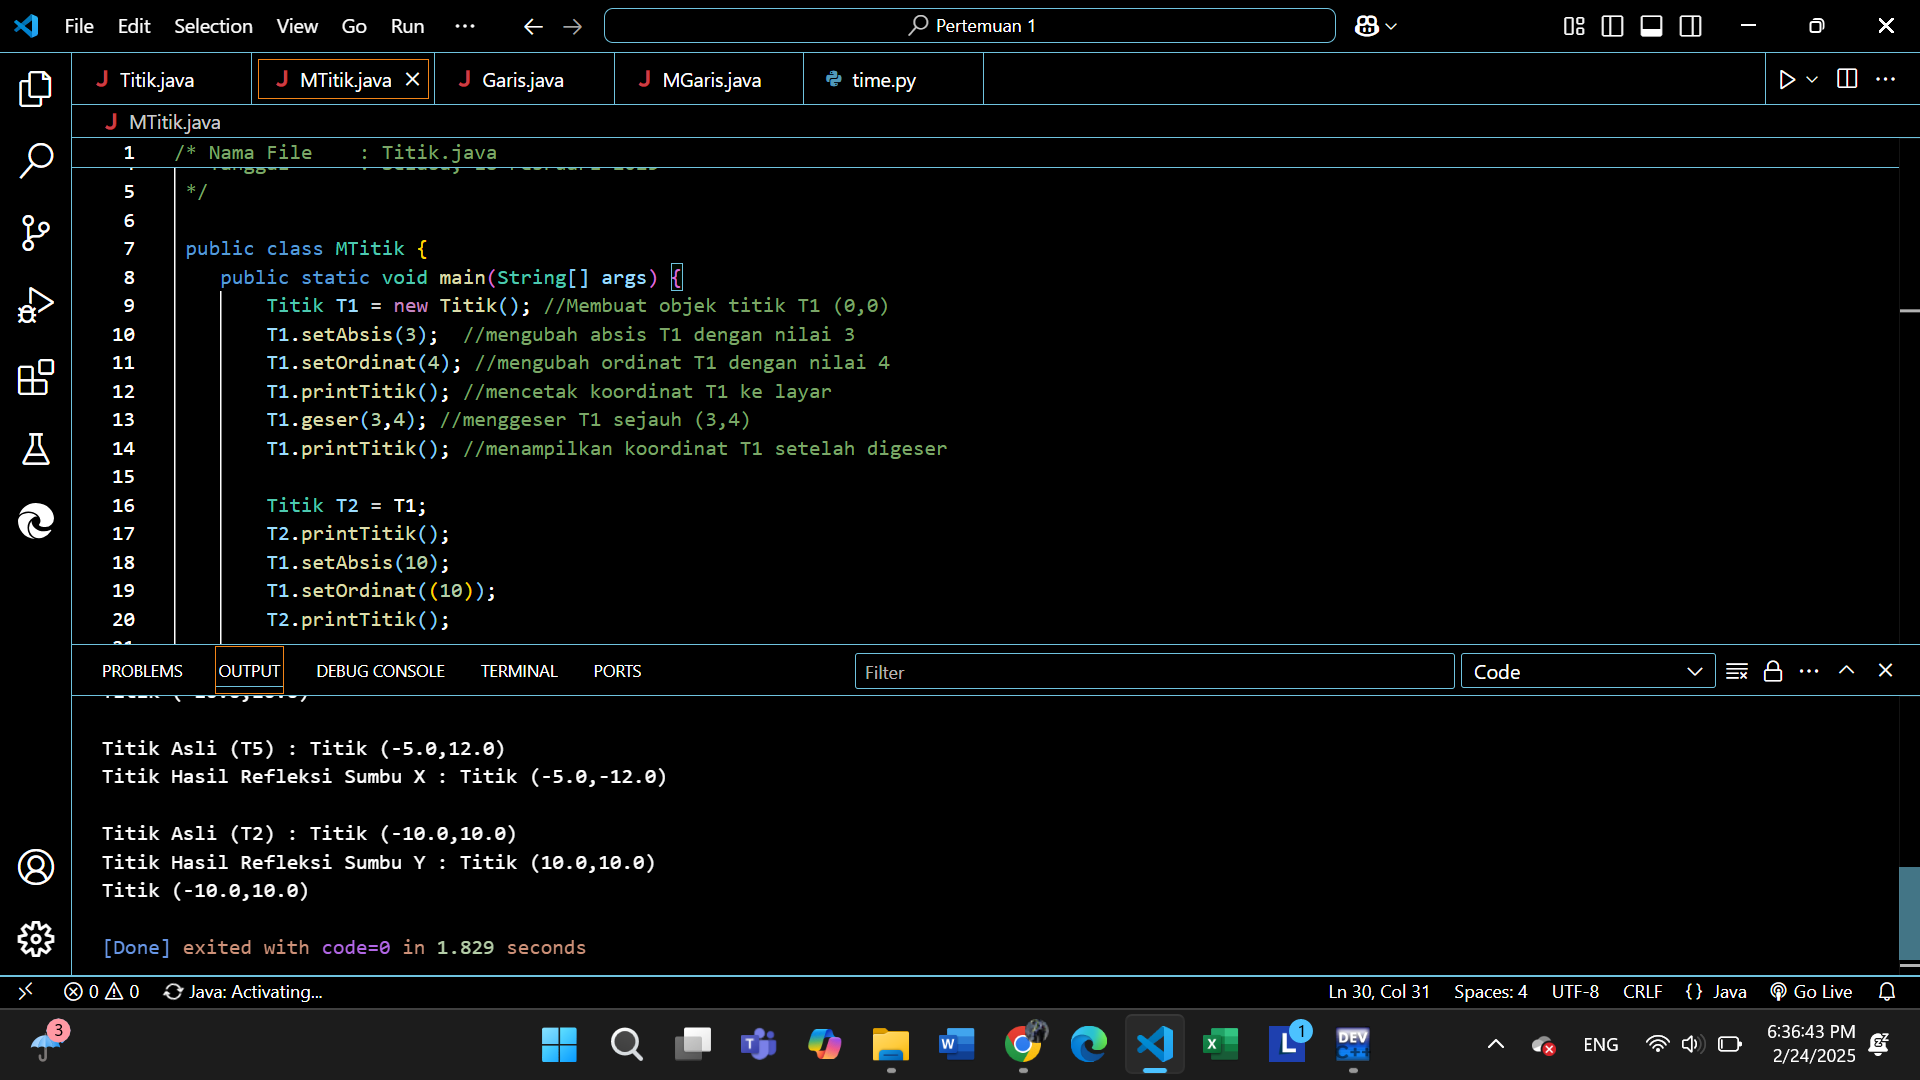 File Edit Selection View Go Run ··· Pertemuan 1
Titik.java MTitik.java Garis.java MGaris.java time.py
MTitik.java
1 /* Nama File    : Titik.java
5 */
6
7 public class MTitik {
8 public static void main(String[] args) {
9 Titik T1 = new Titik(); //Membuat objek titik T1 (0,0)
10 T1.setAbsis(3);  //mengubah absis T1 dengan nilai 3
11 T1.setOrdinat(4); //mengubah ordinat T1 dengan nilai 4
12 T1.printTitik(); //mencetak koordinat T1 ke layar
13 T1.geser(3,4); //menggeser T1 sejauh (3,4)
14 T1.printTitik(); //menampilkan koordinat T1 setelah digeser
15
16 Titik T2 = T1;
17 T2.printTitik();
18 T1.setAbsis(10);
19 T1.setOrdinat((10));
20 T2.printTitik();
PROBLEMS OUTPUT DEBUG CONSOLE TERMINAL PORTS Filter Code
Titik Asli (T5) : Titik (-5.0,12.0)
Titik Hasil Refleksi Sumbu X : Titik (-5.0,-12.0)
Titik Asli (T2) : Titik (-10.0,10.0)
Titik Hasil Refleksi Sumbu Y : Titik (10.0,10.0)
Titik (-10.0,10.0)
[Done] exited with code=0 in 1.829 seconds
0 0 Java: Activating... Ln 30, Col 31 Spaces: 4 UTF-8 CRLF {} Java Go Live
3 1 DEV C++ ENG 6:36:43 PM
2/24/2025